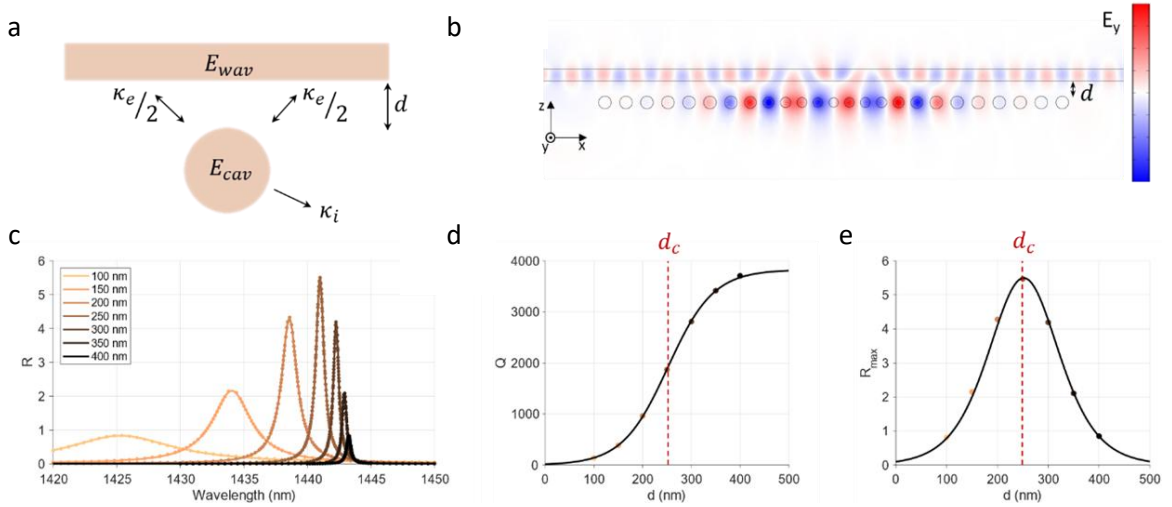 a
E_wav
κ_e/2
κ_e/2
d
E_cav
κ_i
b
E_y
d
z
y
x
c
R
6
5
4
3
2
1
0
100 nm
150 nm
200 nm
250 nm
300 nm
350 nm
400 nm
1420 1425 1430 1435 1440 1445 1450
Wavelength (nm)
d
d_c
Q
4000
3000
2000
1000
0
0 100 200 300 400 500
d (nm)
e
d_c
R_max
6
5
4
3
2
1
0
0 100 200 300 400 500
d (nm)